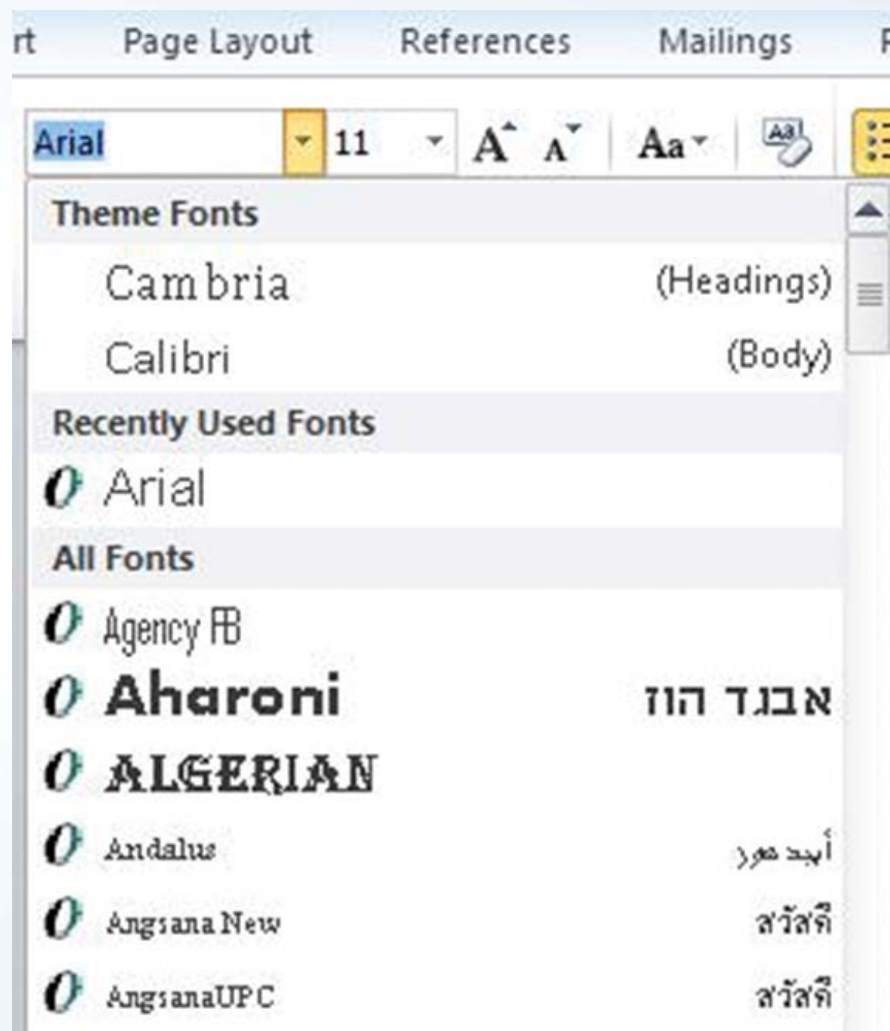 rt Page Layout References Mailings
Arial 11 A A Aa Aa
Theme Fonts
Cambria (Headings)
Calibri (Body)
Recently Used Fonts
Arial
All Fonts
Agency FB
Aharoni אבגד הוז
ALGERIAN
Andalus أبجد هوز
Angsana New สวัสดี
AngsanaUPC สวัสดี